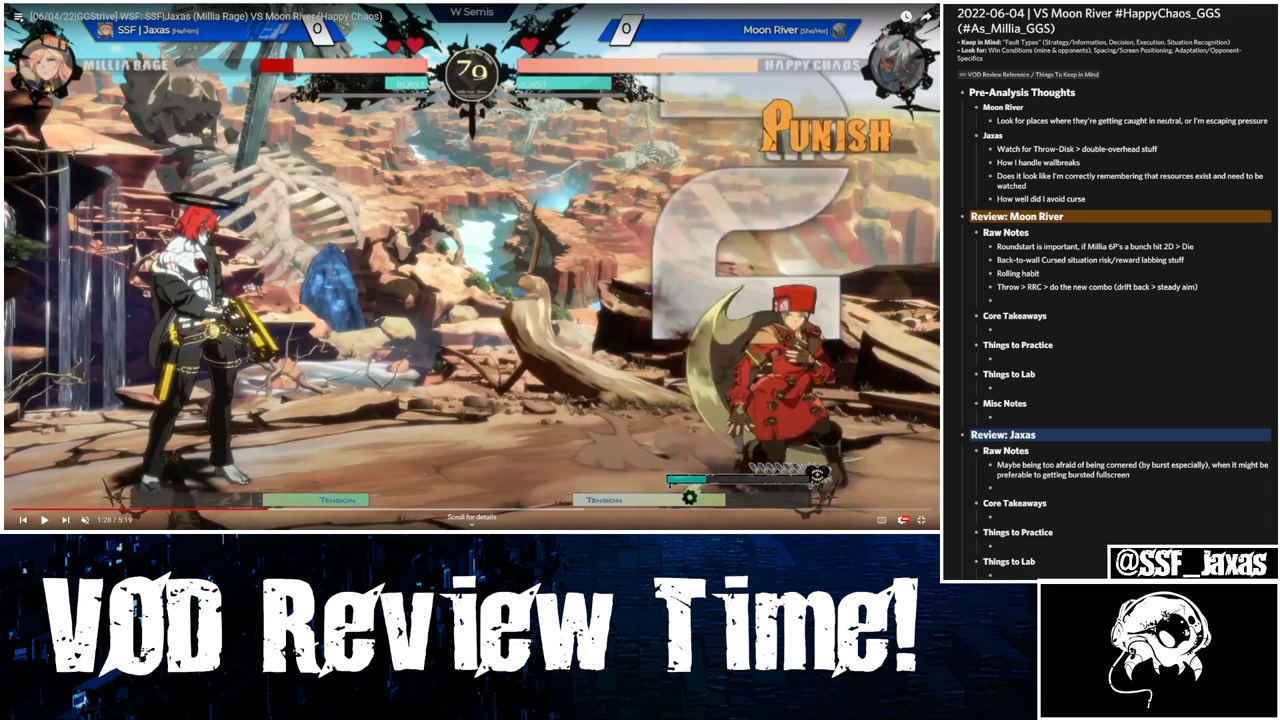 [06/04/22|GGStrive] WSF: SSF|Jaxas (Millia Rage) VS Moon River (Happy Chaos)
W Semis
SSF | Jaxas [He/Him]
0
0
Moon River [She/Her]
MILLIA RAGE
79
HAPPY CHAOS
BURST
BURST
PUNISH
TENSION
TENSION
1:28 / 5:19
Scroll for details
2022-06-04 | VS Moon River #HappyChaos_GGS
(#As_Millia_GGS)
- Keep in Mind: "Fault Types" (Strategy/Information, Decision, Execution, Situation Recognition)
- Look for: Win Conditions (mine & opponents), Spacing/Screen Positioning, Adaptation/Opponent-
Specifics
VOD Review Reference / Things To Keep In Mind
Pre-Analysis Thoughts
Moon River
Look for places where they're getting caught in neutral, or I'm escaping pressure
Jaxas
Watch for Throw-Disk > double-overhead stuff
How I handle wallbreaks
Does it look like I'm correctly remembering that resources exist and need to be
watched
How well did I avoid curse
Review: Moon River
Raw Notes
Roundstart is important, if Millia 6P's a bunch hit 2D > Die
Back-to-wall Cursed situation risk/reward labbing stuff
Rolling habit
Throw > RRC > do the new combo (drift back > steady aim)
Core Takeaways
Things to Practice
Things to Lab
Misc Notes
Review: Jaxas
Raw Notes
Maybe being too afraid of being cornered (by burst especially), when it might be
preferable to getting bursted fullscreen
Core Takeaways
Things to Practice
Things to Lab
@SSF_Jaxas
VOD Review Time!